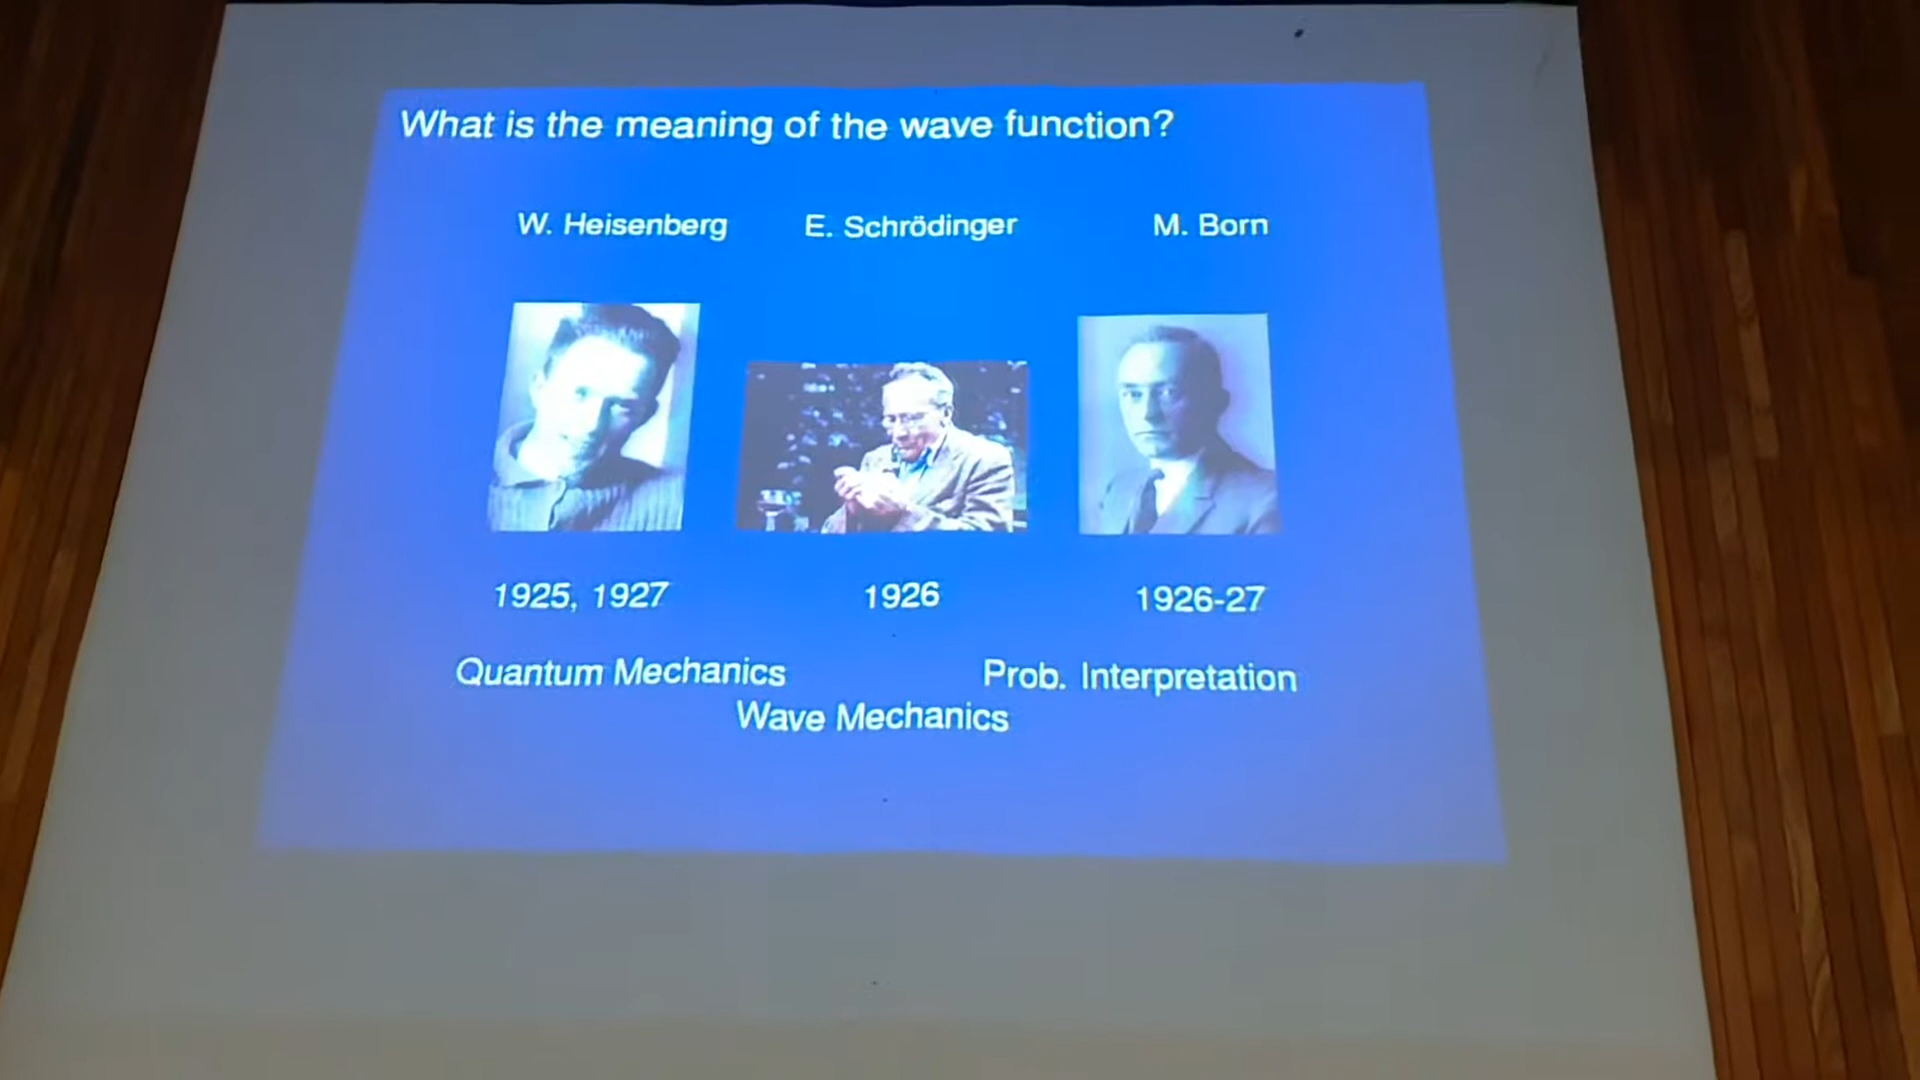 What is the meaning of the wave function?
W. Heisenberg
E. Schrödinger
M. Born
1925, 1927
1926
1926-27
Quantum Mechanics
Prob. Interpretation
Wave Mechanics